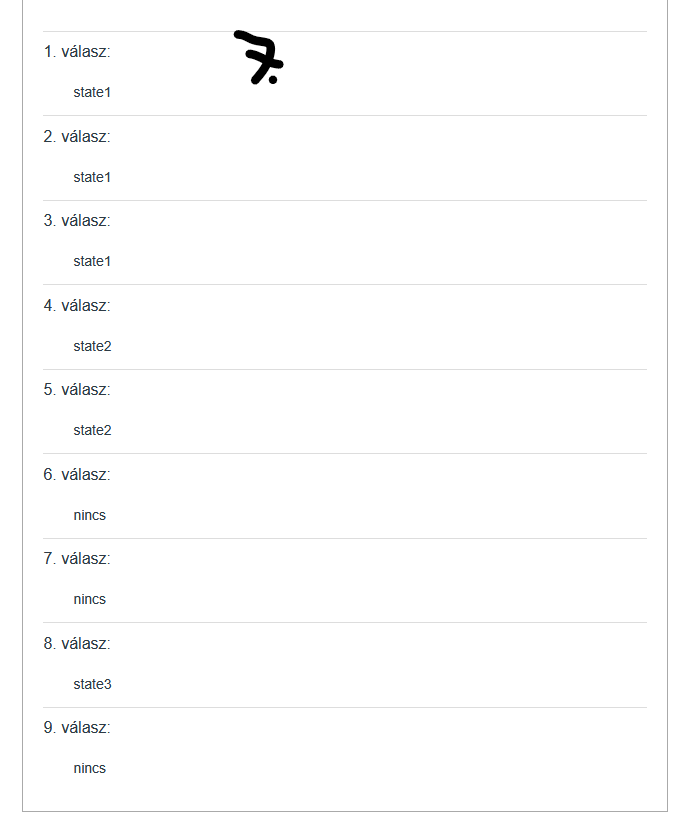 1. válasz:
7.
state1
2. válasz:
state1
3. válasz:
state1
4. válasz:
state2
5. válasz:
state2
6. válasz:
nincs
7. válasz:
nincs
8. válasz:
state3
9. válasz:
nincs